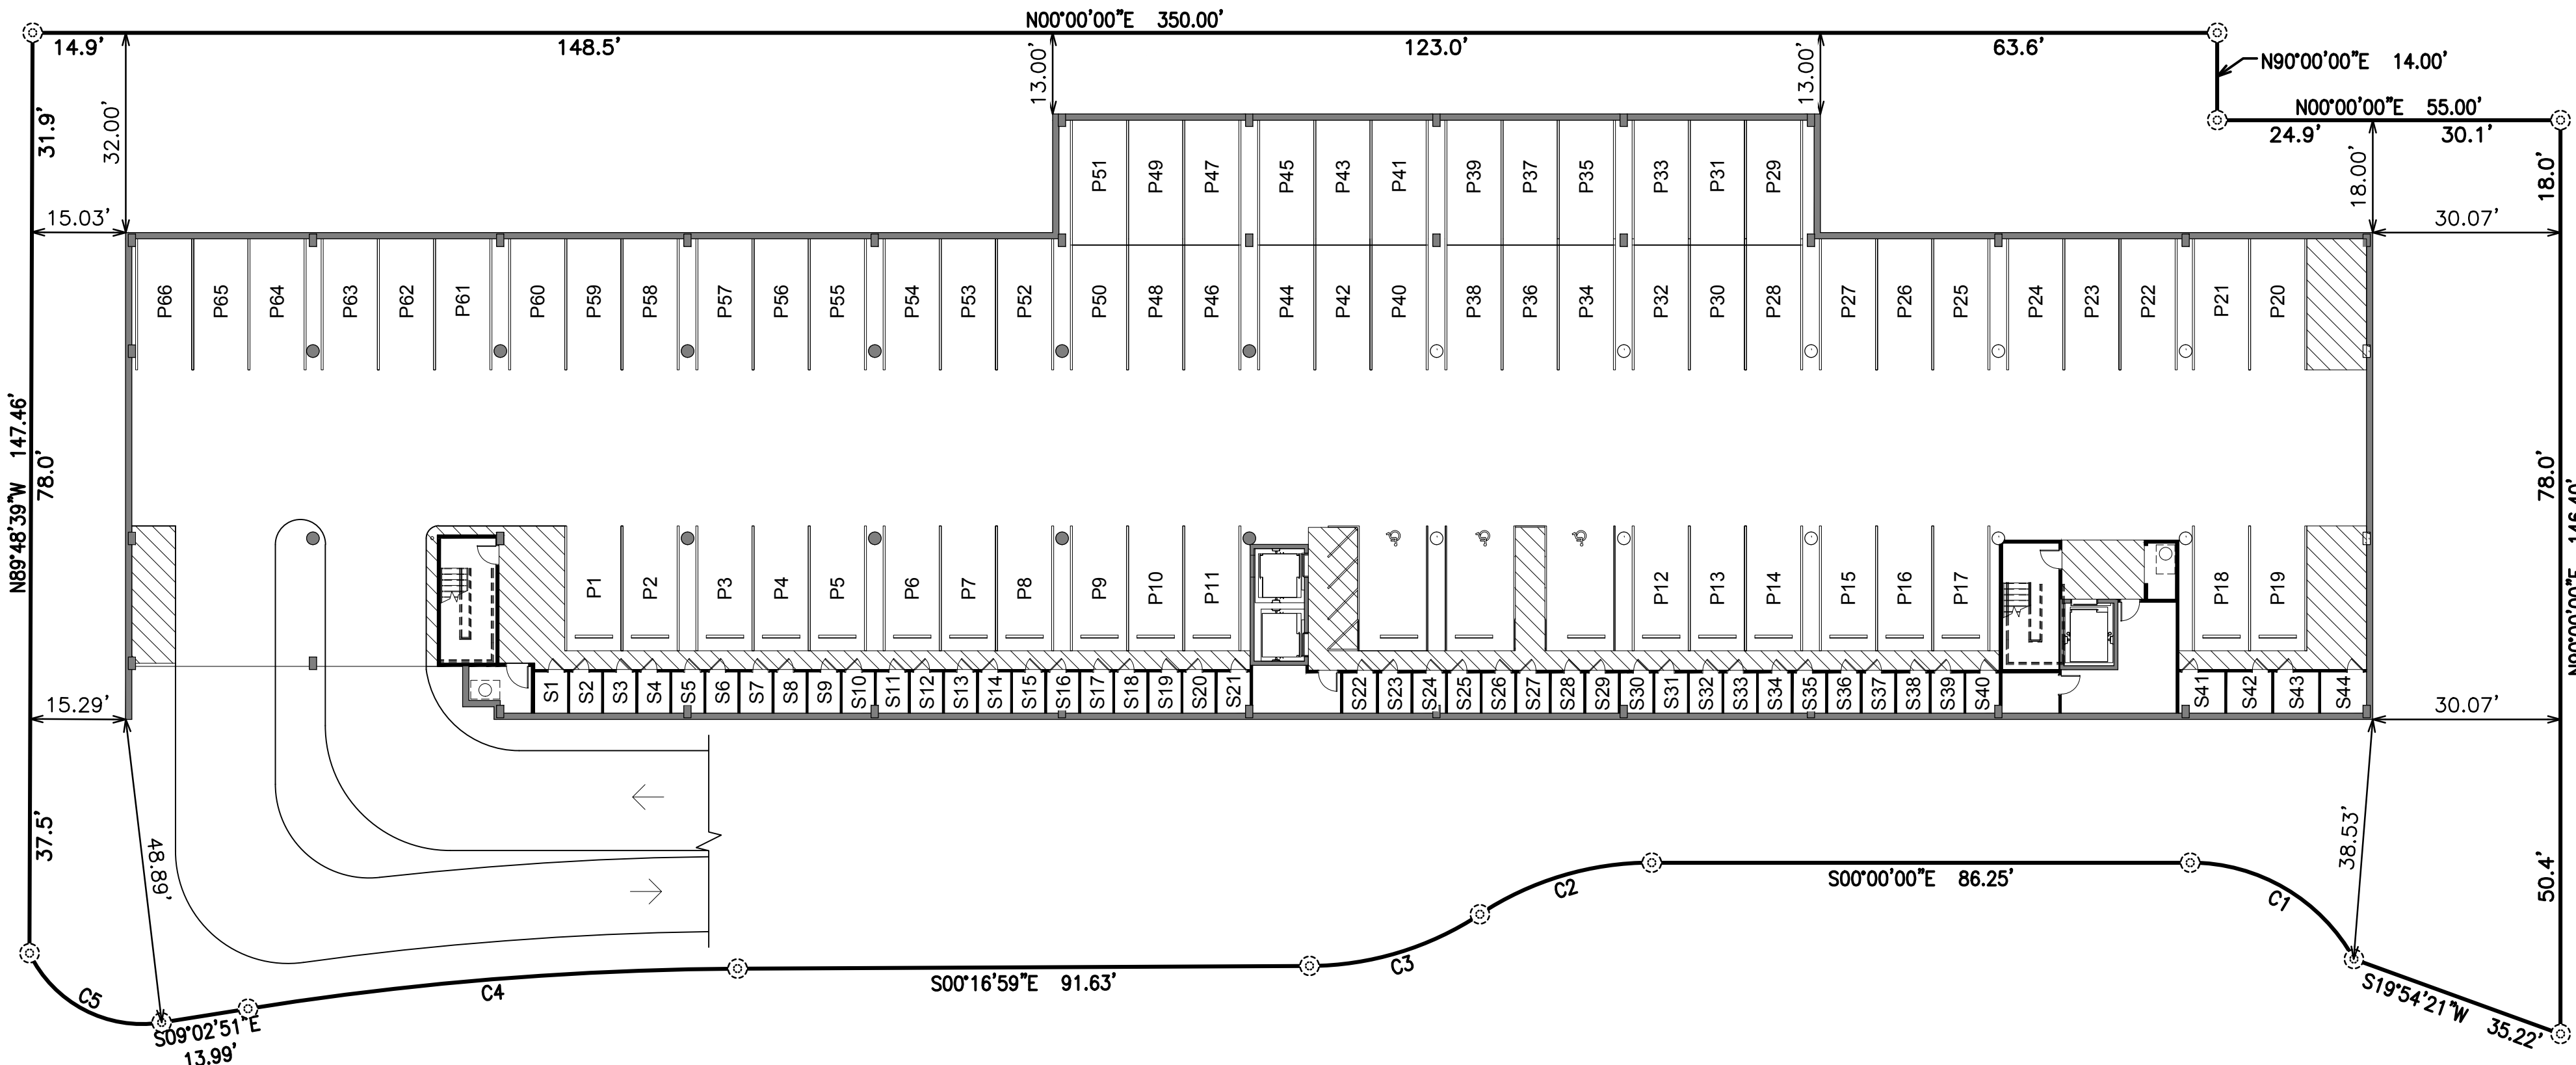 N00°00'00"E 350.00'
14.9' 148.5' 123.0' 63.6'
N90°00'00"E 14.00'
N00°00'00"E 55.00'
24.9' 30.1'
31.9' 32.00' 13.00' 13.00' 18.00' 18.0'
15.03' 30.07'
P51 P49 P47 P45 P43 P41 P39 P37 P35 P33 P31 P29
P66 P65 P64 P63 P62 P61 P60 P59 P58 P57 P56 P55 P54 P53 P52 P50 P48 P46 P44 P42 P40 P38 P36 P34 P32 P30 P28 P27 P26 P25 P24 P23 P22 P21 P20
N89°48'39"W 147.46'
78.0' 78.0'
P1 P2 P3 P4 P5 P6 P7 P8 P9 P10 P11 P12 P13 P14 P15 P16 P17 P18 P19
S1 S2 S3 S4 S5 S6 S7 S8 S9 S10 S11 S12 S13 S14 S15 S16 S17 S18 S19 S20 S21 S22 S23 S24 S25 S26 S27 S28 S29 S30 S31 S32 S33 S34 S35 S36 S37 S38 S39 S40 S41 S42 S43 S44
15.29' 30.07'
37.5' 48.89' 38.53' 50.4'
S00°00'00"E 86.25'
C1
C2
C3
S00°16'59"E 91.63'
C4
C5
S09°02'51"E
13.99'
S19°54'21"W 35.22'